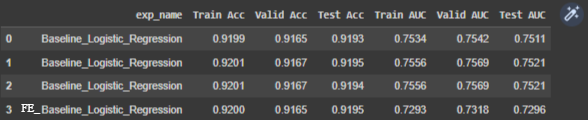 exp_name Train Acc Valid Acc Test Acc Train AUC Valid AUC Test AUC
0 Baseline_Logistic_Regression 0.9199 0.9165 0.9193 0.7534 0.7542 0.7511
1 Baseline_Logistic_Regression 0.9201 0.9167 0.9195 0.7556 0.7569 0.7521
2 Baseline_Logistic_Regression 0.9201 0.9167 0.9194 0.7556 0.7569 0.7521
3 FE_ Baseline_Logistic_Regression 0.9200 0.9165 0.9195 0.7293 0.7318 0.7296